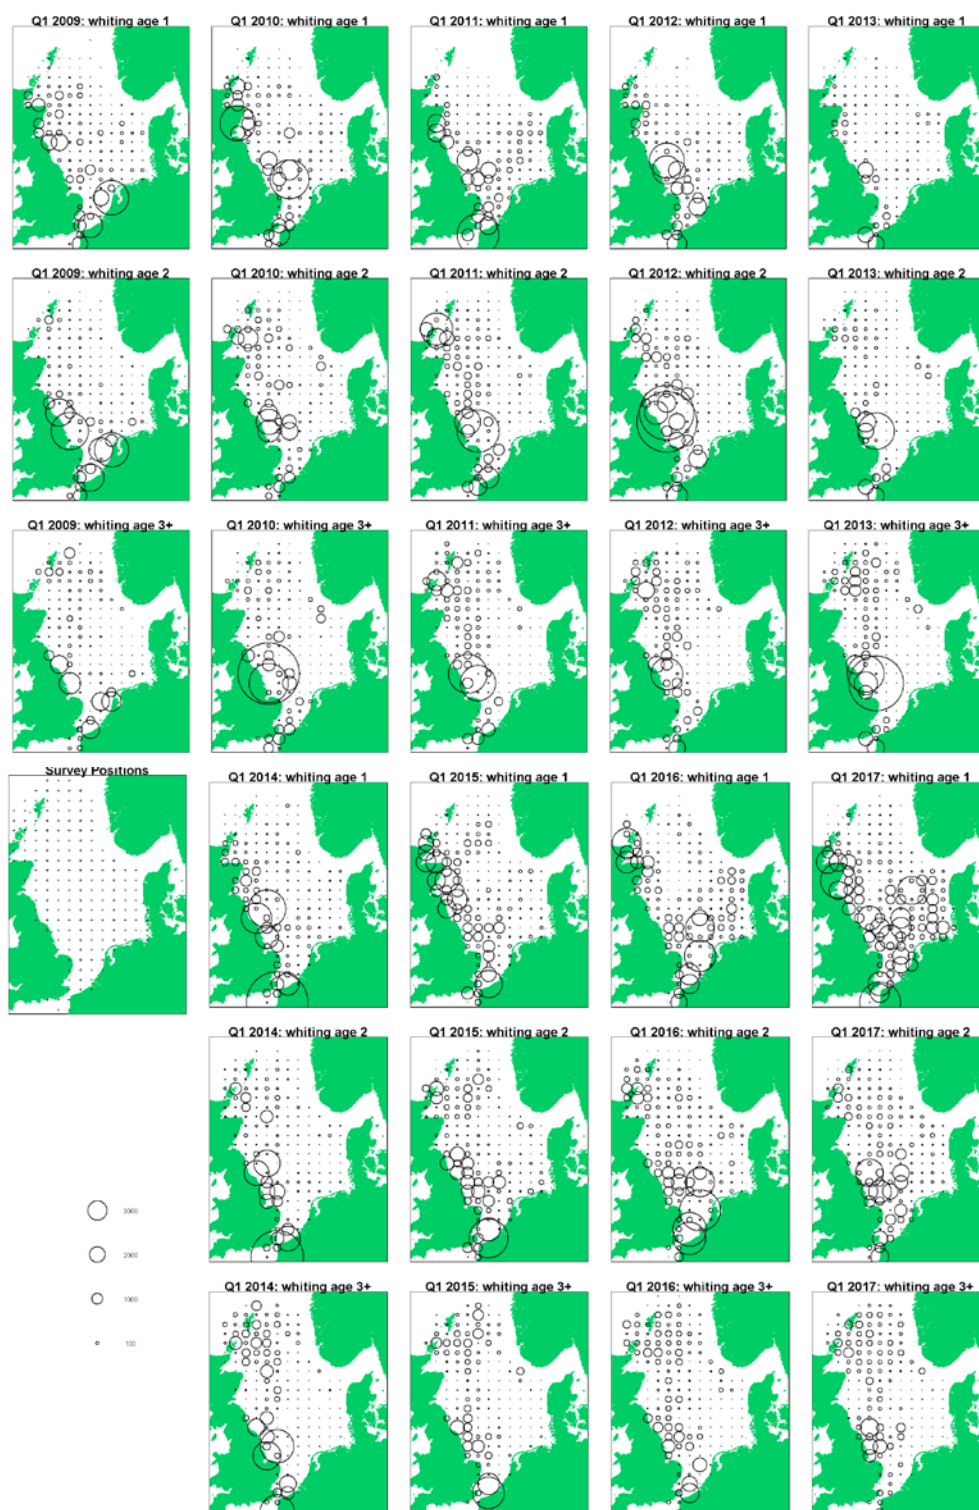 Q1 2009: whiting age 1
Q1 2010: whiting age 1
Q1 2011: whiting age 1
Q1 2012: whiting age 1
Q1 2013: whiting age 1
Q1 2009: whiting age 2
Q1 2010: whiting age 2
Q1 2011: whiting age 2
Q1 2012: whiting age 2
Q1 2013: whiting age 2
Q1 2009: whiting age 3+
Q1 2010: whiting age 3+
Q1 2011: whiting age 3+
Q1 2012: whiting age 3+
Q1 2013: whiting age 3+
Survey Positions
Q1 2014: whiting age 1
Q1 2015: whiting age 1
Q1 2016: whiting age 1
Q1 2017: whiting age 1
Q1 2014: whiting age 2
Q1 2015: whiting age 2
Q1 2016: whiting age 2
Q1 2017: whiting age 2
3000
2000
1000
100
Q1 2014: whiting age 3+
Q1 2015: whiting age 3+
Q1 2016: whiting age 3+
Q1 2017: whiting age 3+